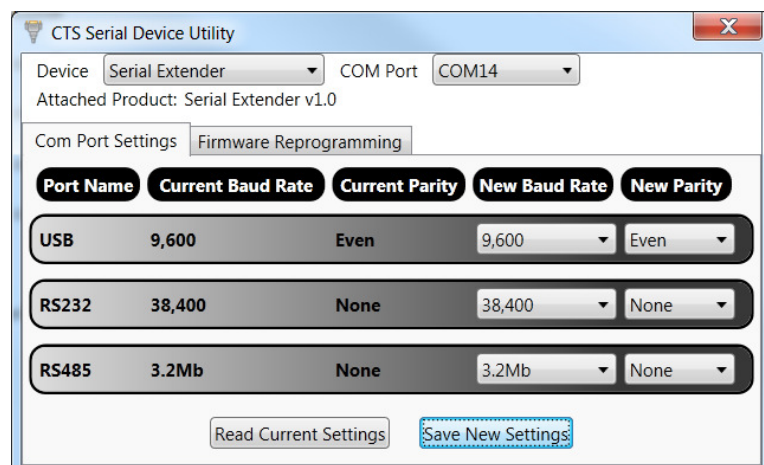 CTS Serial Device Utility
Device Serial Extender COM Port COM14
Attached Product: Serial Extender v1.0
Com Port Settings Firmware Reprogramming
Port Name Current Baud Rate Current Parity New Baud Rate New Parity
USB 9,600 Even 9,600 Even
RS232 38,400 None 38,400 None
RS485 3.2Mb None 3.2Mb None
Read Current Settings Save New Settings